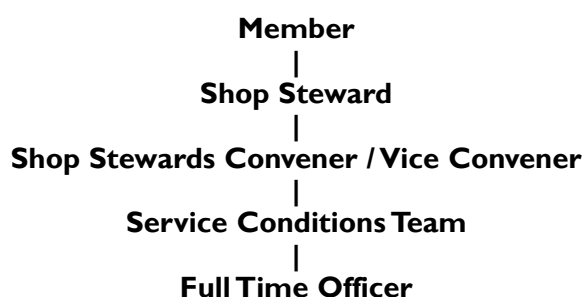 Member
|
Shop Steward
|
Shop Stewards Convener / Vice Convener
|
Service Conditions Team
|
Full Time Officer